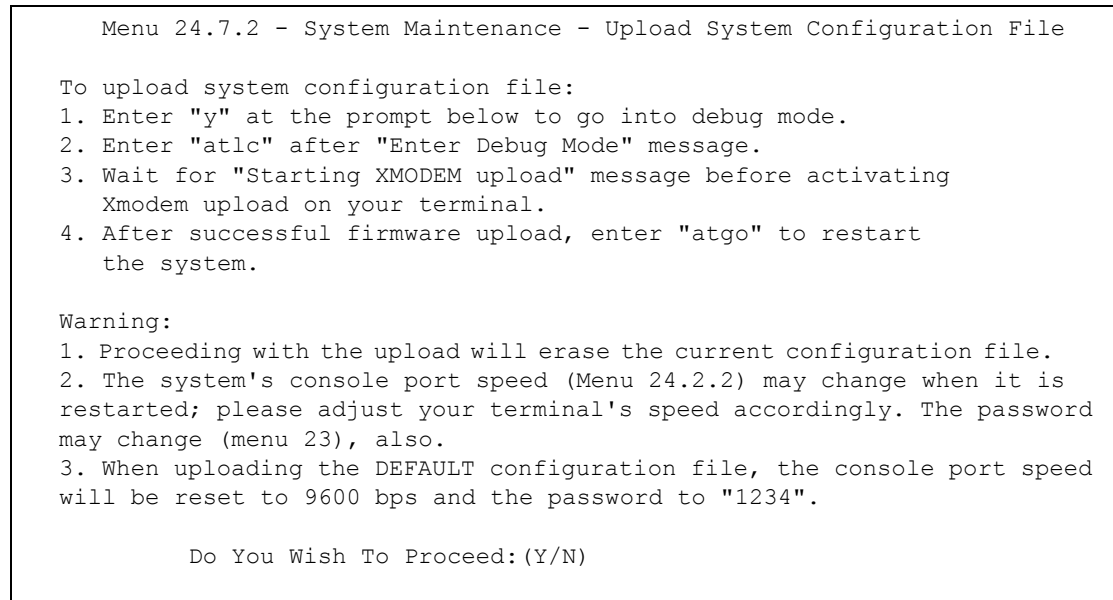 Menu 24.7.2 - System Maintenance - Upload System Configuration File
To upload system configuration file:
1. Enter "y" at the prompt below to go into debug mode.
2. Enter "atlc" after "Enter Debug Mode" message.
3. Wait for "Starting XMODEM upload" message before activating
Xmodem upload on your terminal.
4. After successful firmware upload, enter "atgo" to restart
the system.
Warning:
1. Proceeding with the upload will erase the current configuration file.
2. The system's console port speed (Menu 24.2.2) may change when it is
restarted; please adjust your terminal's speed accordingly. The password
may change (menu 23), also.
3. When uploading the DEFAULT configuration file, the console port speed
will be reset to 9600 bps and the password to "1234".
Do You Wish To Proceed:(Y/N)